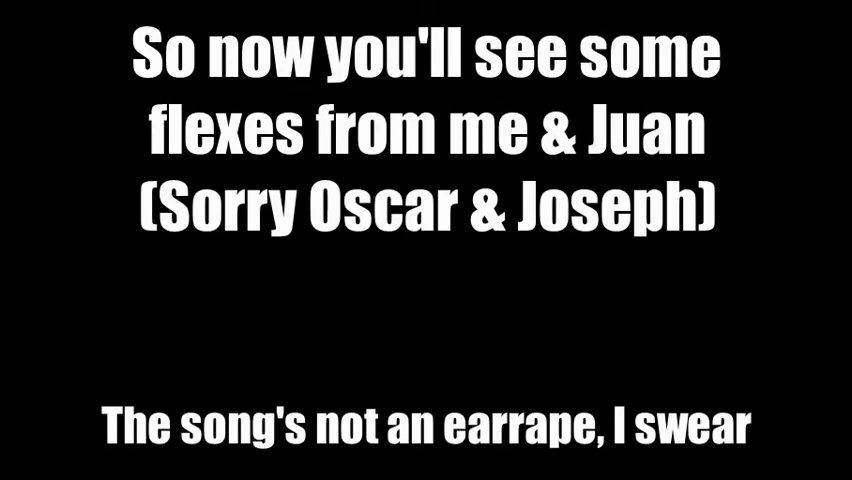 So now you'll see some
flexes from me & Juan
(Sorry Oscar & Joseph)
The song's not an earrape, I swear